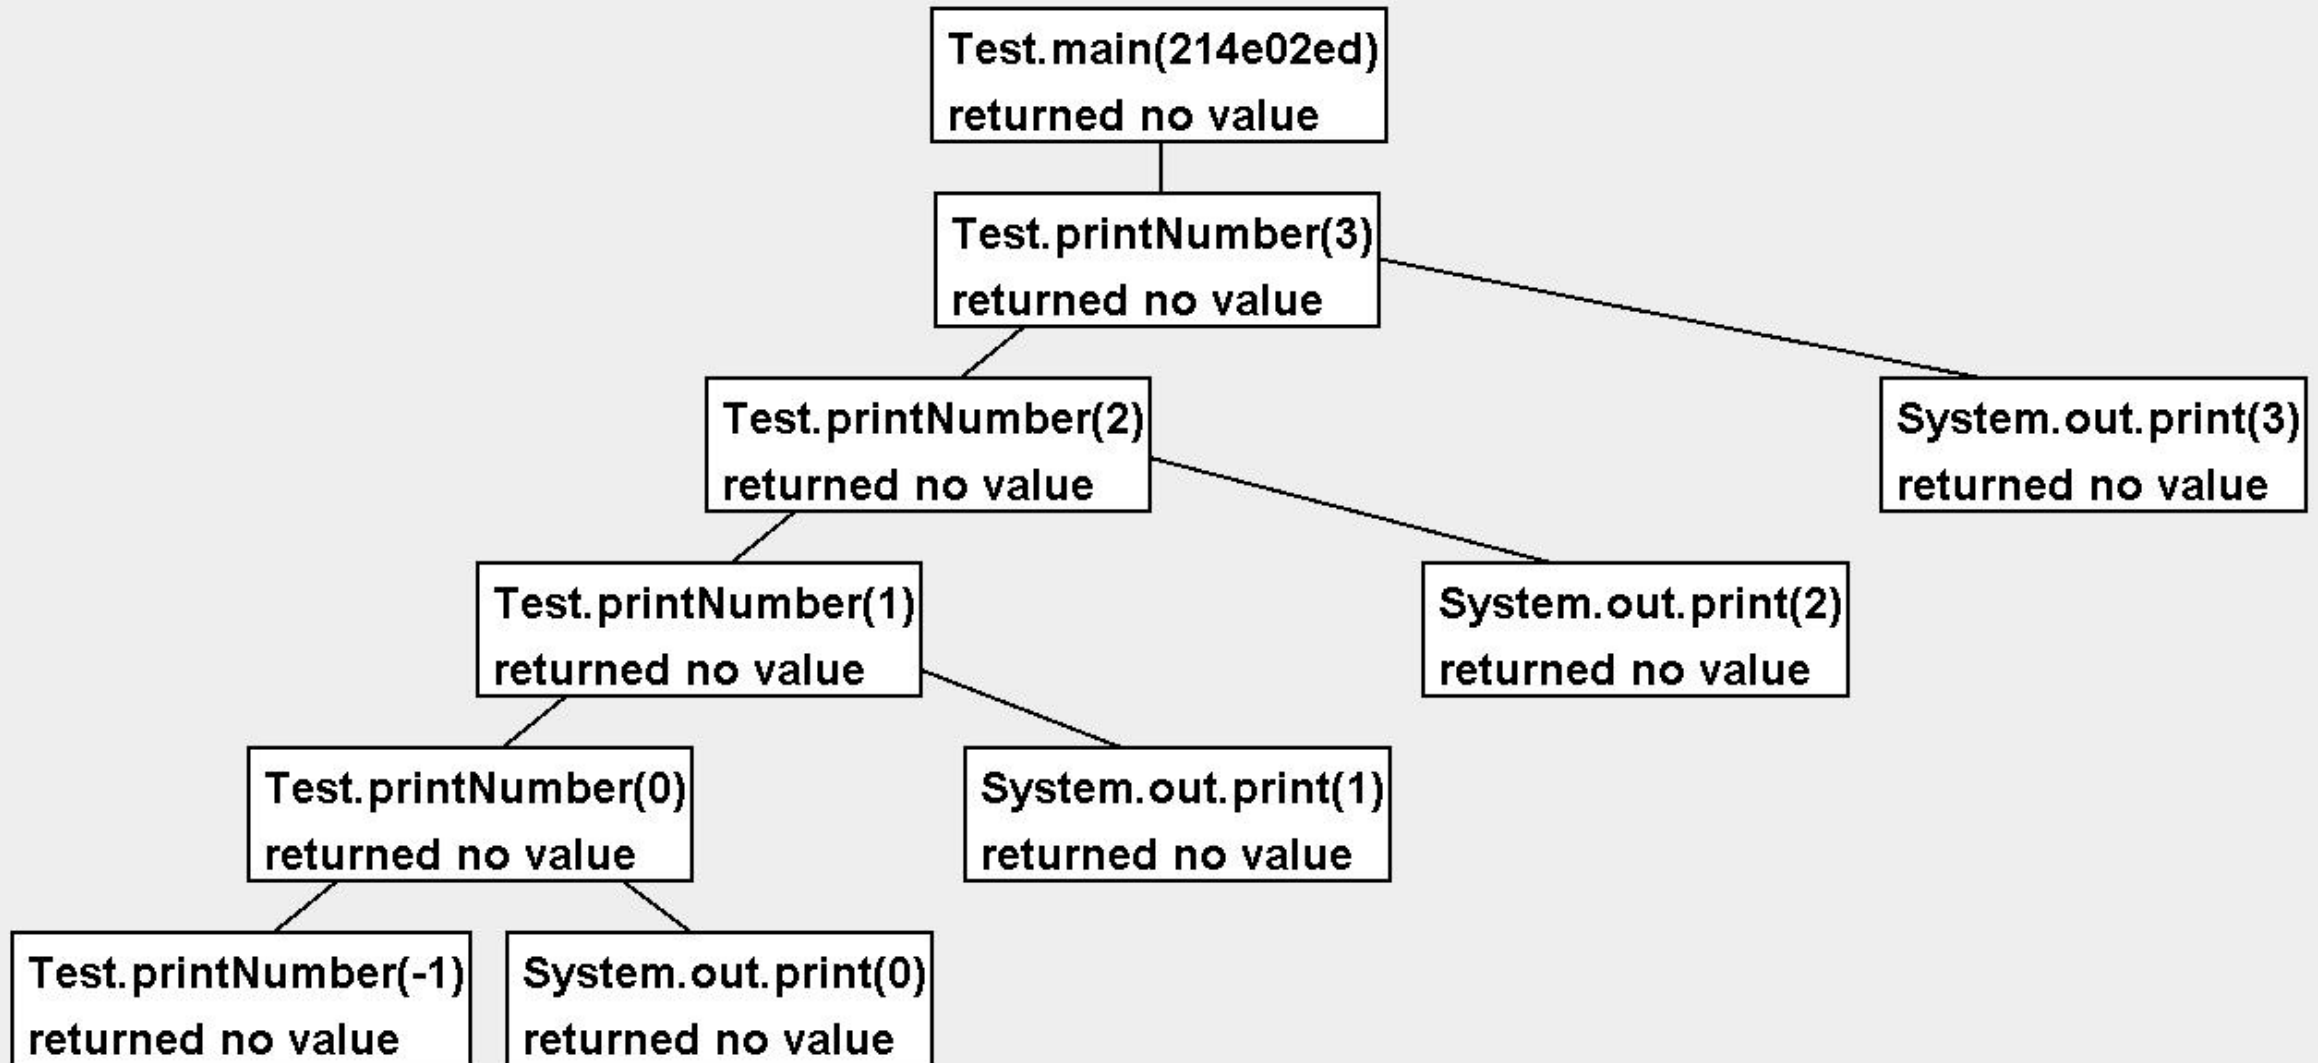 Test.main(214e02ed)
returned no value
Test.printNumber(3)
returned no value
Test.printNumber(2)
returned no value
System.out.print(3)
returned no value
Test.printNumber(1)
returned no value
System.out.print(2)
returned no value
Test.printNumber(0)
returned no value
System.out.print(1)
returned no value
Test.printNumber(-1)
returned no value
System.out.print(0)
returned no value